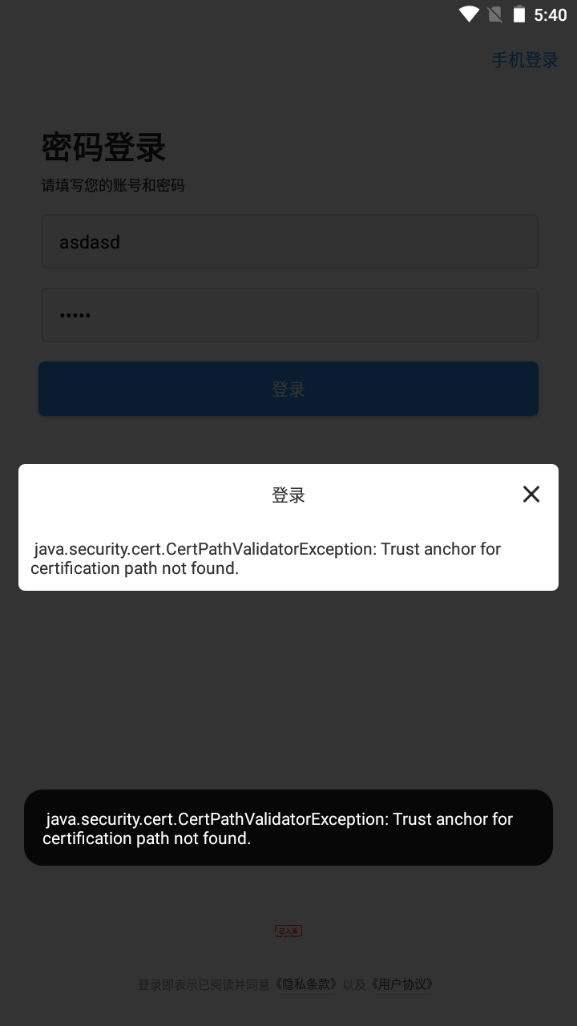 5:40
手机登录
密码登录
请填写您的账号和密码
asdasd
•••••
登录
登录
java.security.cert.CertPathValidatorException: Trust anchor for
certification path not found.
java.security.cert.CertPathValidatorException: Trust anchor for
certification path not found.
登录即表示已阅读并同意《隐私条款》以及《用户协议》